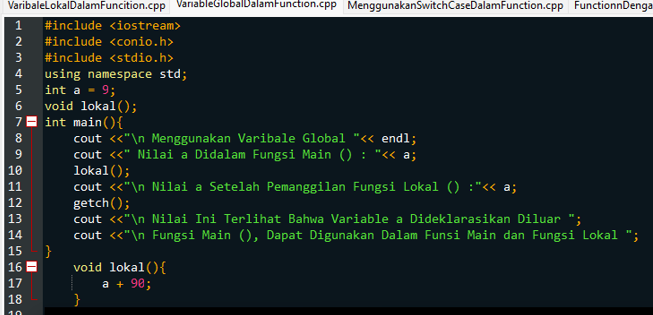 VaribaleLokalDalamFuncition.cpp VariableGlobalDalamFunction.cpp MenggunakanSwitchCaseDalamFunction.cpp FunctionnDenga
1 #include <iostream>
2 #include <conio.h>
3 #include <stdio.h>
4 using namespace std;
5 int a = 9;
6 void lokal();
7 int main(){
8 cout <<"\n Menggunakan Varibale Global "<< endl;
9 cout <<" Nilai a Didalam Fungsi Main () : "<< a;
10 lokal();
11 cout <<"\n Nilai a Setelah Pemanggilan Fungsi Lokal () :"<< a;
12 getch();
13 cout <<"\n Nilai Ini Terlihat Bahwa Variable a Dideklarasikan Diluar ";
14 cout <<"\n Fungsi Main (), Dapat Digunakan Dalam Funsi Main dan Fungsi Lokal ";
15 }
16 void lokal(){
17 a + 90;
18 }
19